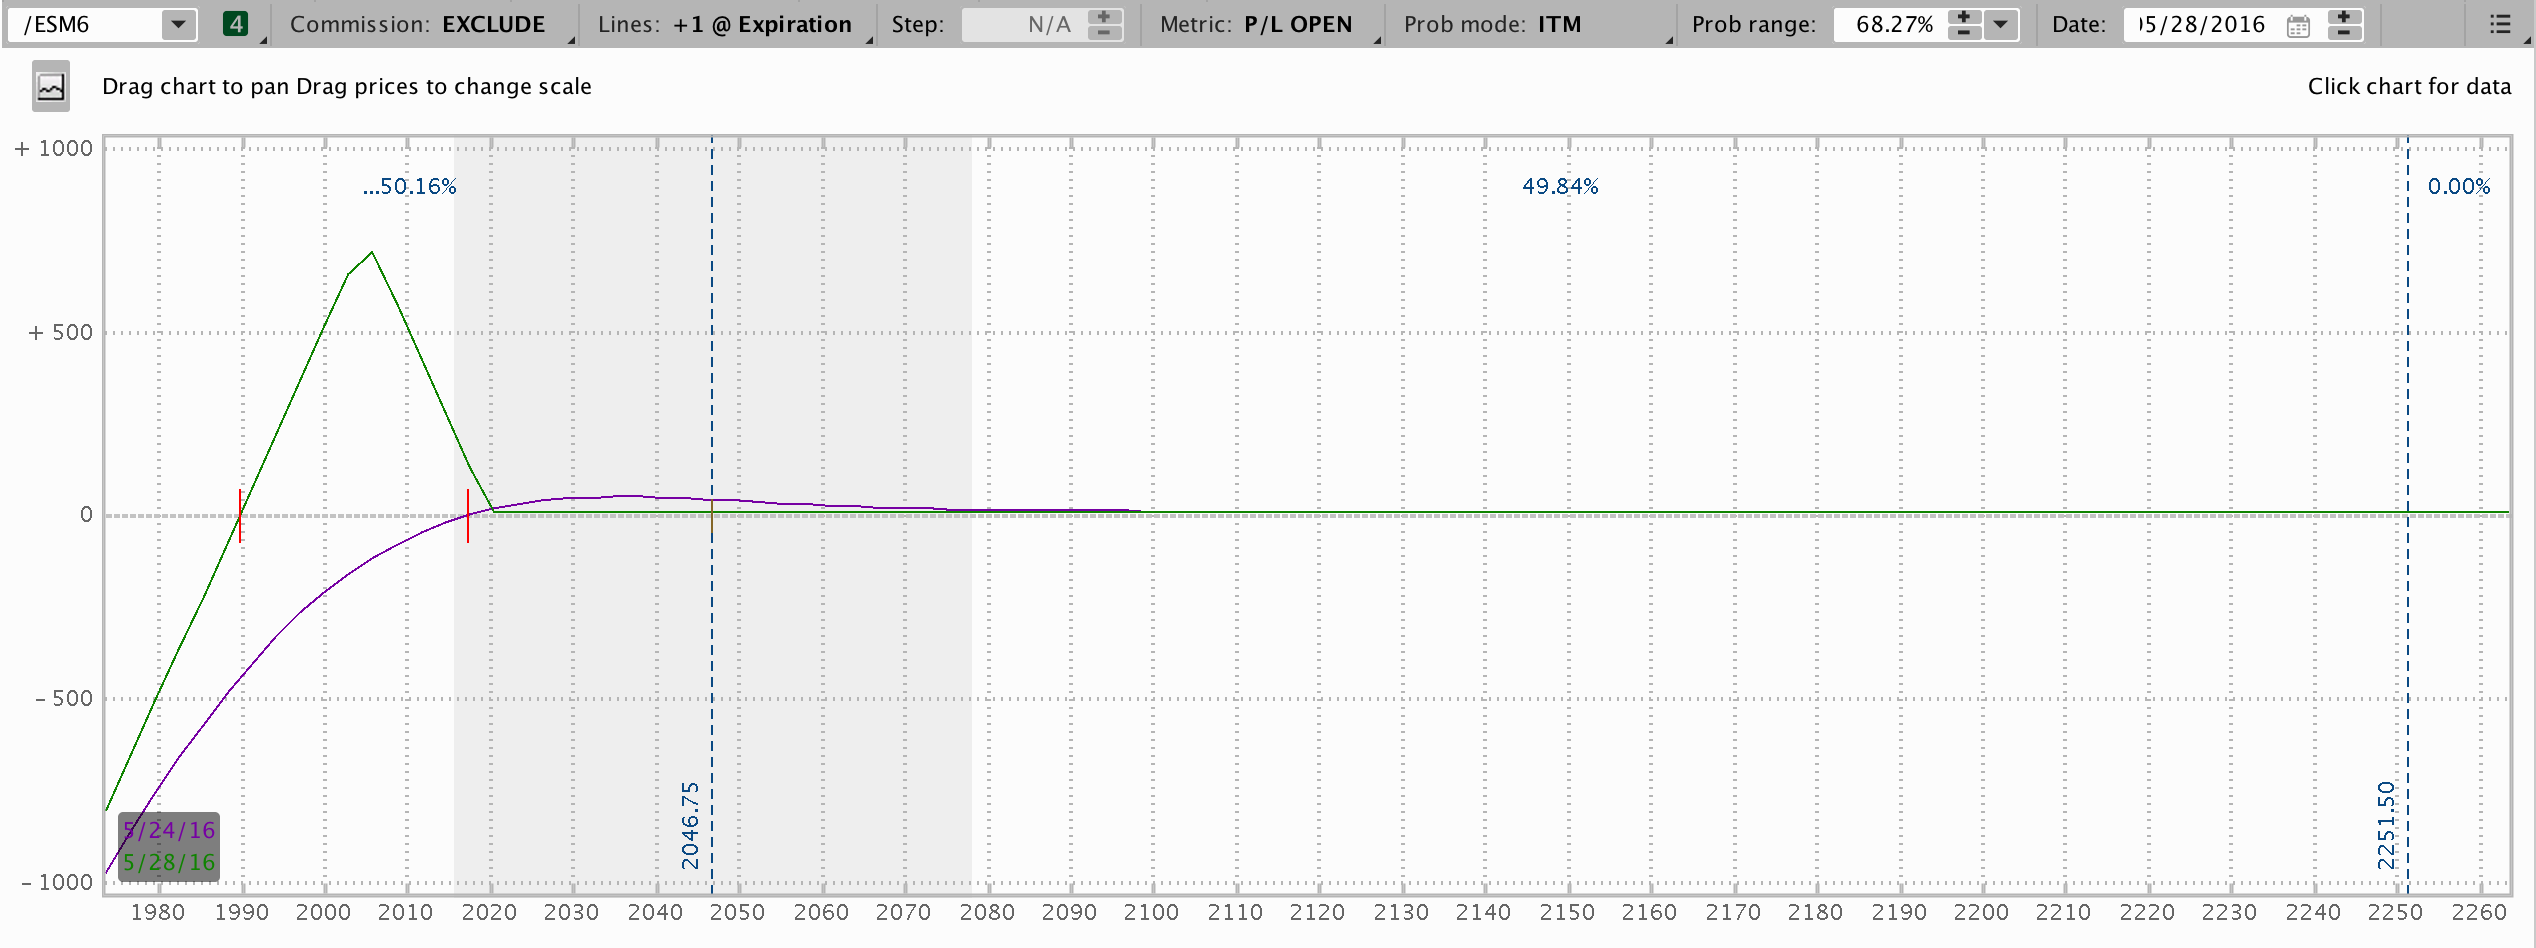 /ESM6 4 Commission: EXCLUDE Lines: +1 @ Expiration Step: N/A Metric: P/L OPEN Prob mode: ITM Prob range: 68.27% Date: 05/28/2016
Drag chart to pan Drag prices to change scale Click chart for data
+ 1000
...50.16% 49.84% 0.00%
+ 500
0
- 500
2046.75
2251.50
5/24/16
5/28/16
- 1000
1980 1990 2000 2010 2020 2030 2040 2050 2060 2070 2080 2090 2100 2110 2120 2130 2140 2150 2160 2170 2180 2190 2200 2210 2220 2230 2240 2250 2260